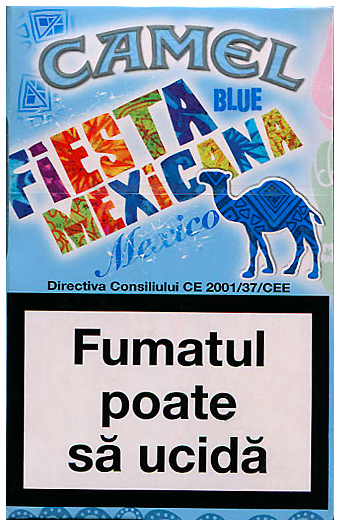 CAMEL
BLUE
FIESTA
MEXICANA
Mexico
Directiva Consiliului CE 2001/37/CEE
Fumatul
poate
să ucidă